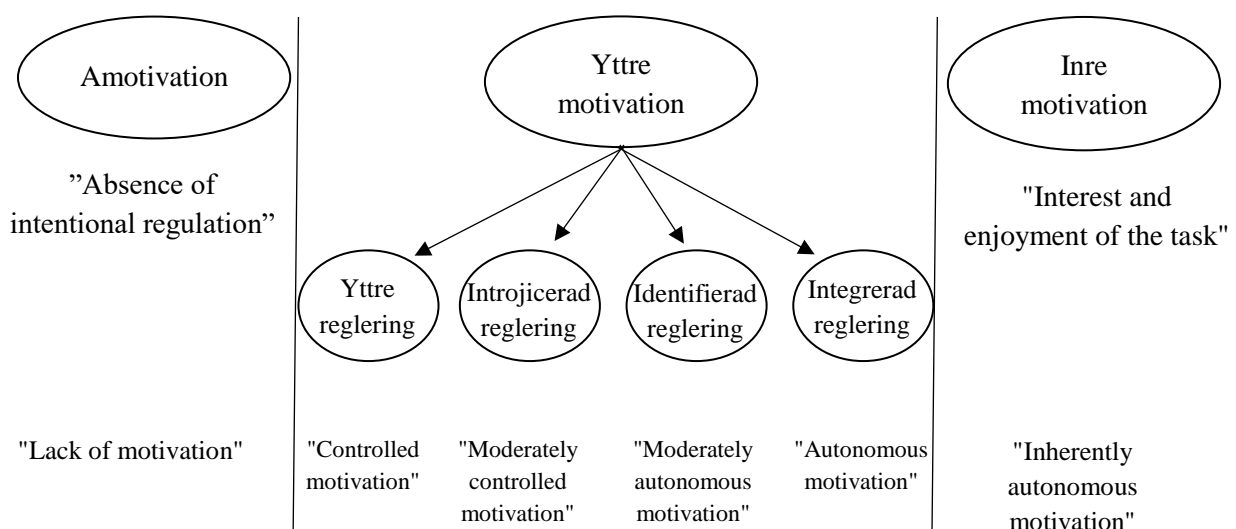 Amotivation
Yttre
motivation
Inre
motivation
”Absence of
intentional regulation”
"Interest and
enjoyment of the task"
Yttre
reglering
Introjicerad
reglering
Identifierad
reglering
Integrerad
reglering
"Lack of motivation"
"Controlled
motivation"
"Moderately
controlled
motivation"
"Moderately
autonomous
motivation"
"Autonomous
motivation"
"Inherently
autonomous
motivation"